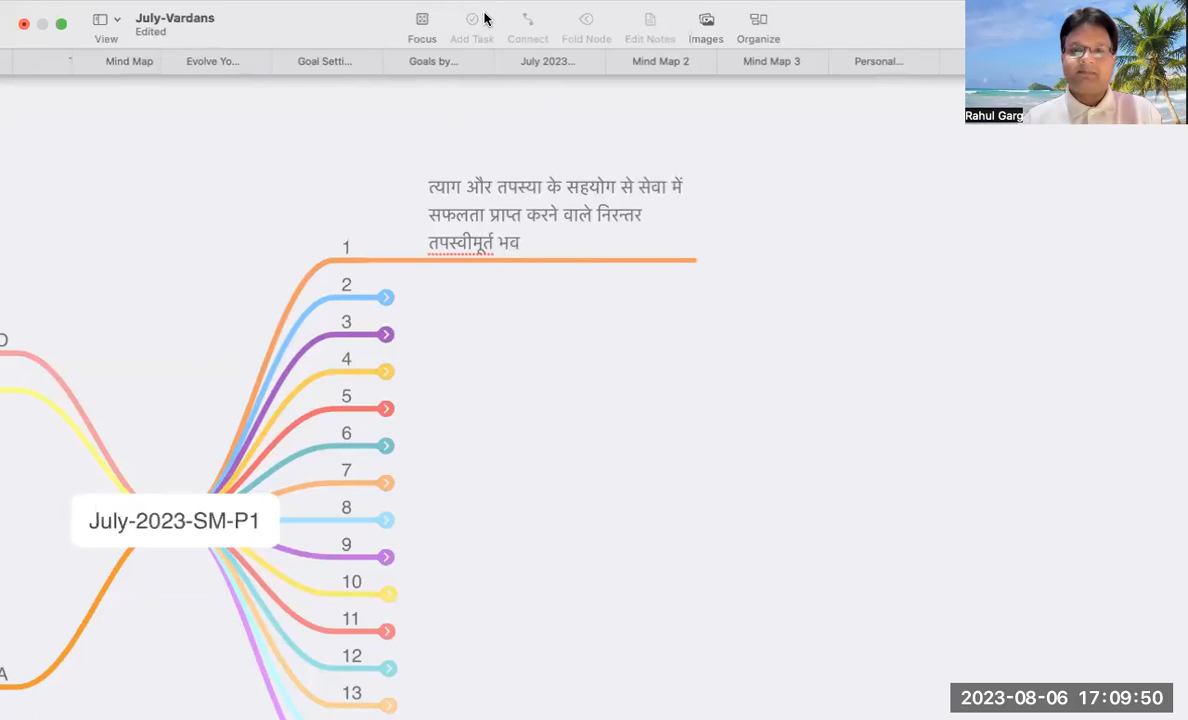 July-Vardans
Edited
View
Focus
Add Task
Connect
Fold Node
Edit Notes
Images
Organize
Mind Map
Evolve Yo...
Goal Setti...
Goals by...
July 2023...
Mind Map 2
Mind Map 3
Personal...
Rahul Garg
त्याग और तपस्या के सहयोग से सेवा में
सफलता प्राप्त करने वाले निरन्तर
तपस्वीमूर्त भव
1
2
3
4
5
6
7
8
9
10
11
12
13
July-2023-SM-P1
A
2023-08-06 17:09:50